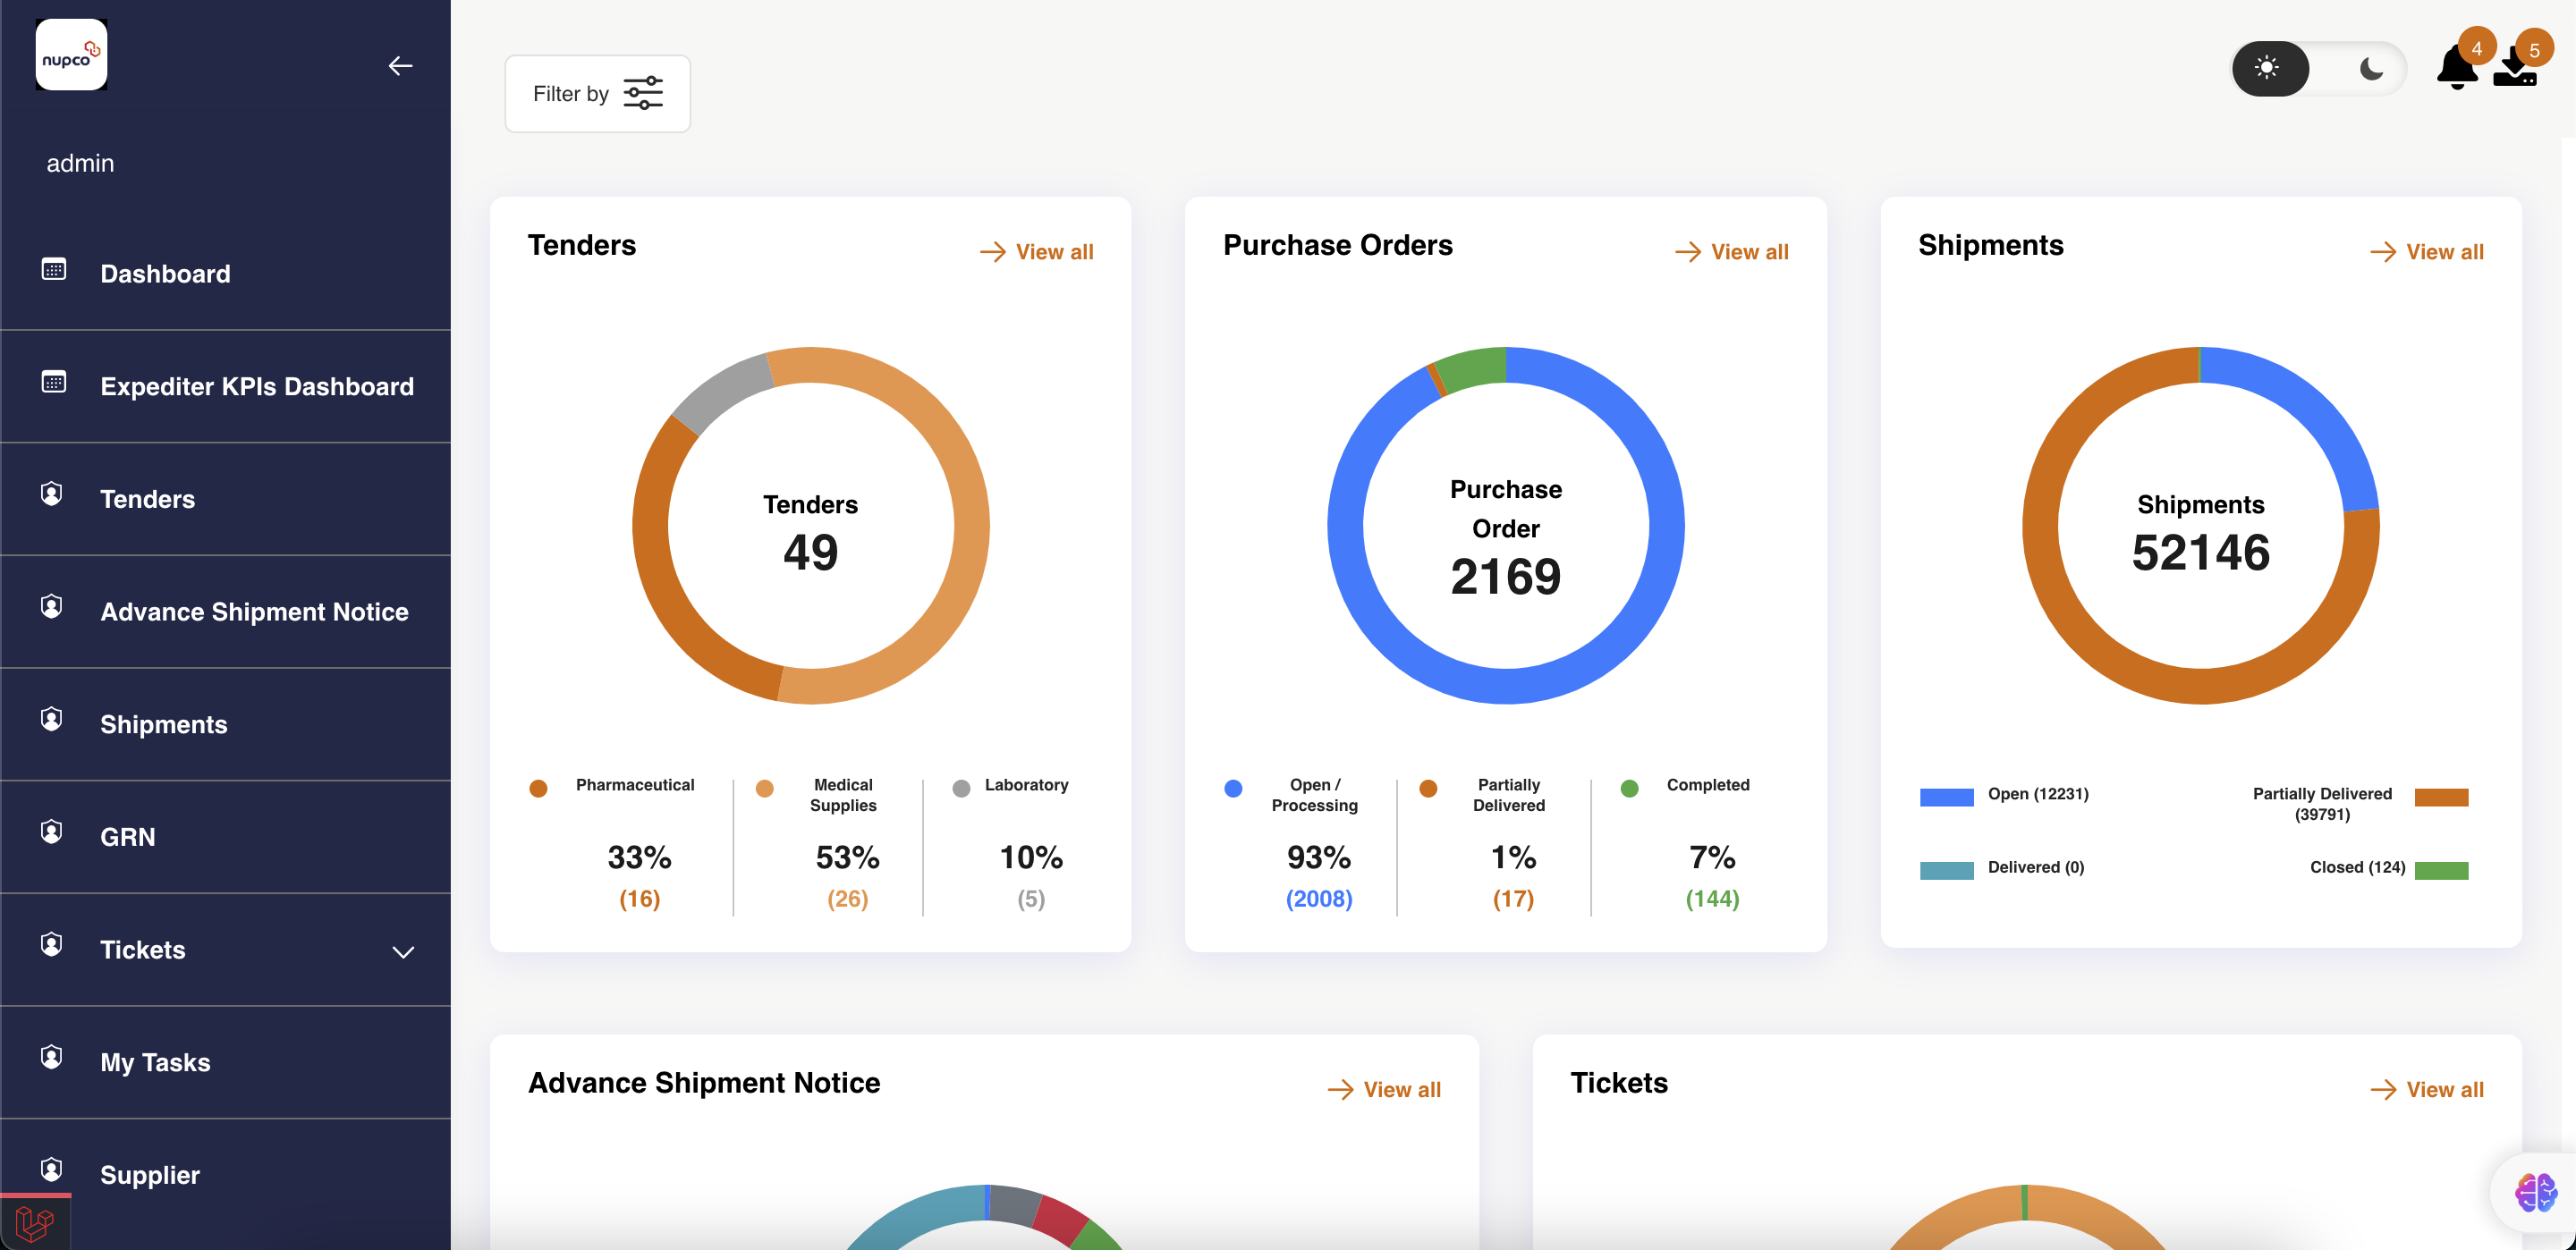 nupco
admin
Dashboard
Expediter KPIs Dashboard
Tenders
Advance Shipment Notice
Shipments
GRN
Tickets
My Tasks
Supplier
Filter by
4
5
Tenders
View all
Tenders
49
Pharmaceutical
33%
(16)
Medical
Supplies
53%
(26)
Laboratory
10%
(5)
Purchase Orders
View all
Purchase
Order
2169
Open /
Processing
93%
(2008)
Partially
Delivered
1%
(17)
Completed
7%
(144)
Shipments
View all
Shipments
52146
Open (12231)
Partially Delivered
(39791)
Delivered (0)
Closed (124)
Advance Shipment Notice
View all
Tickets
View all